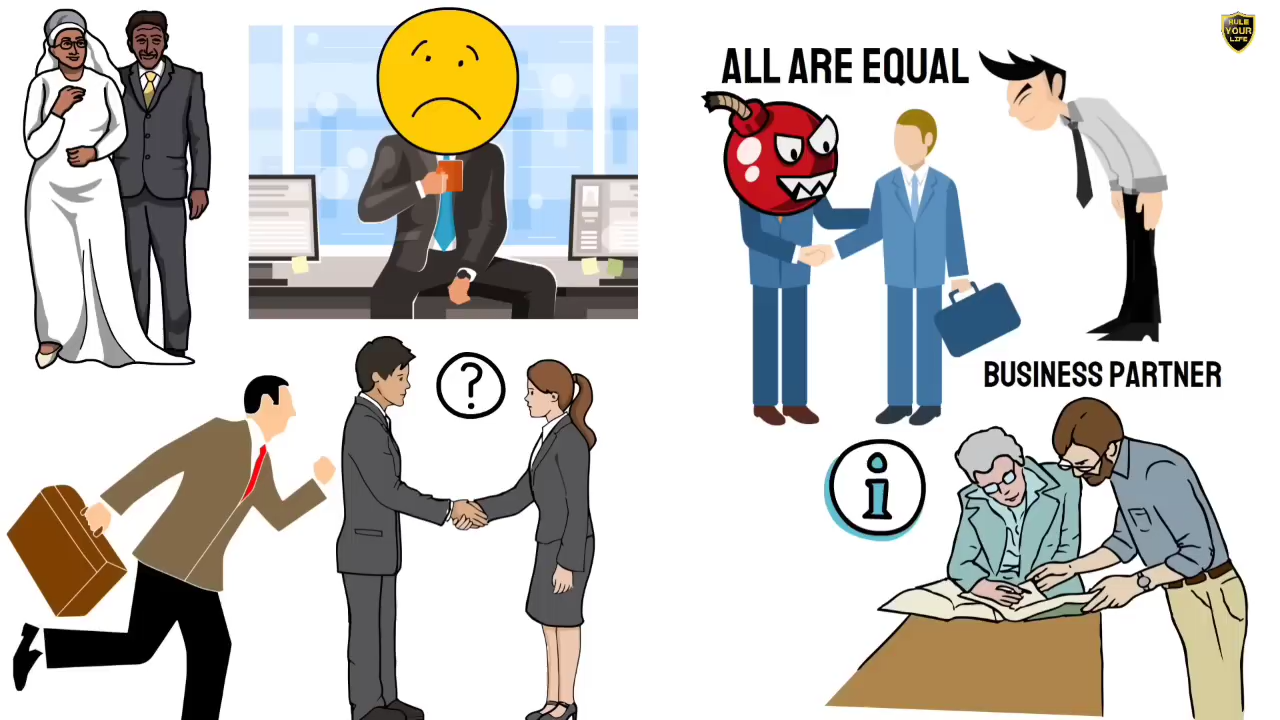 ALL ARE EQUAL
BUSINESS PARTNER
?
i
RULE
YOUR
LIFE